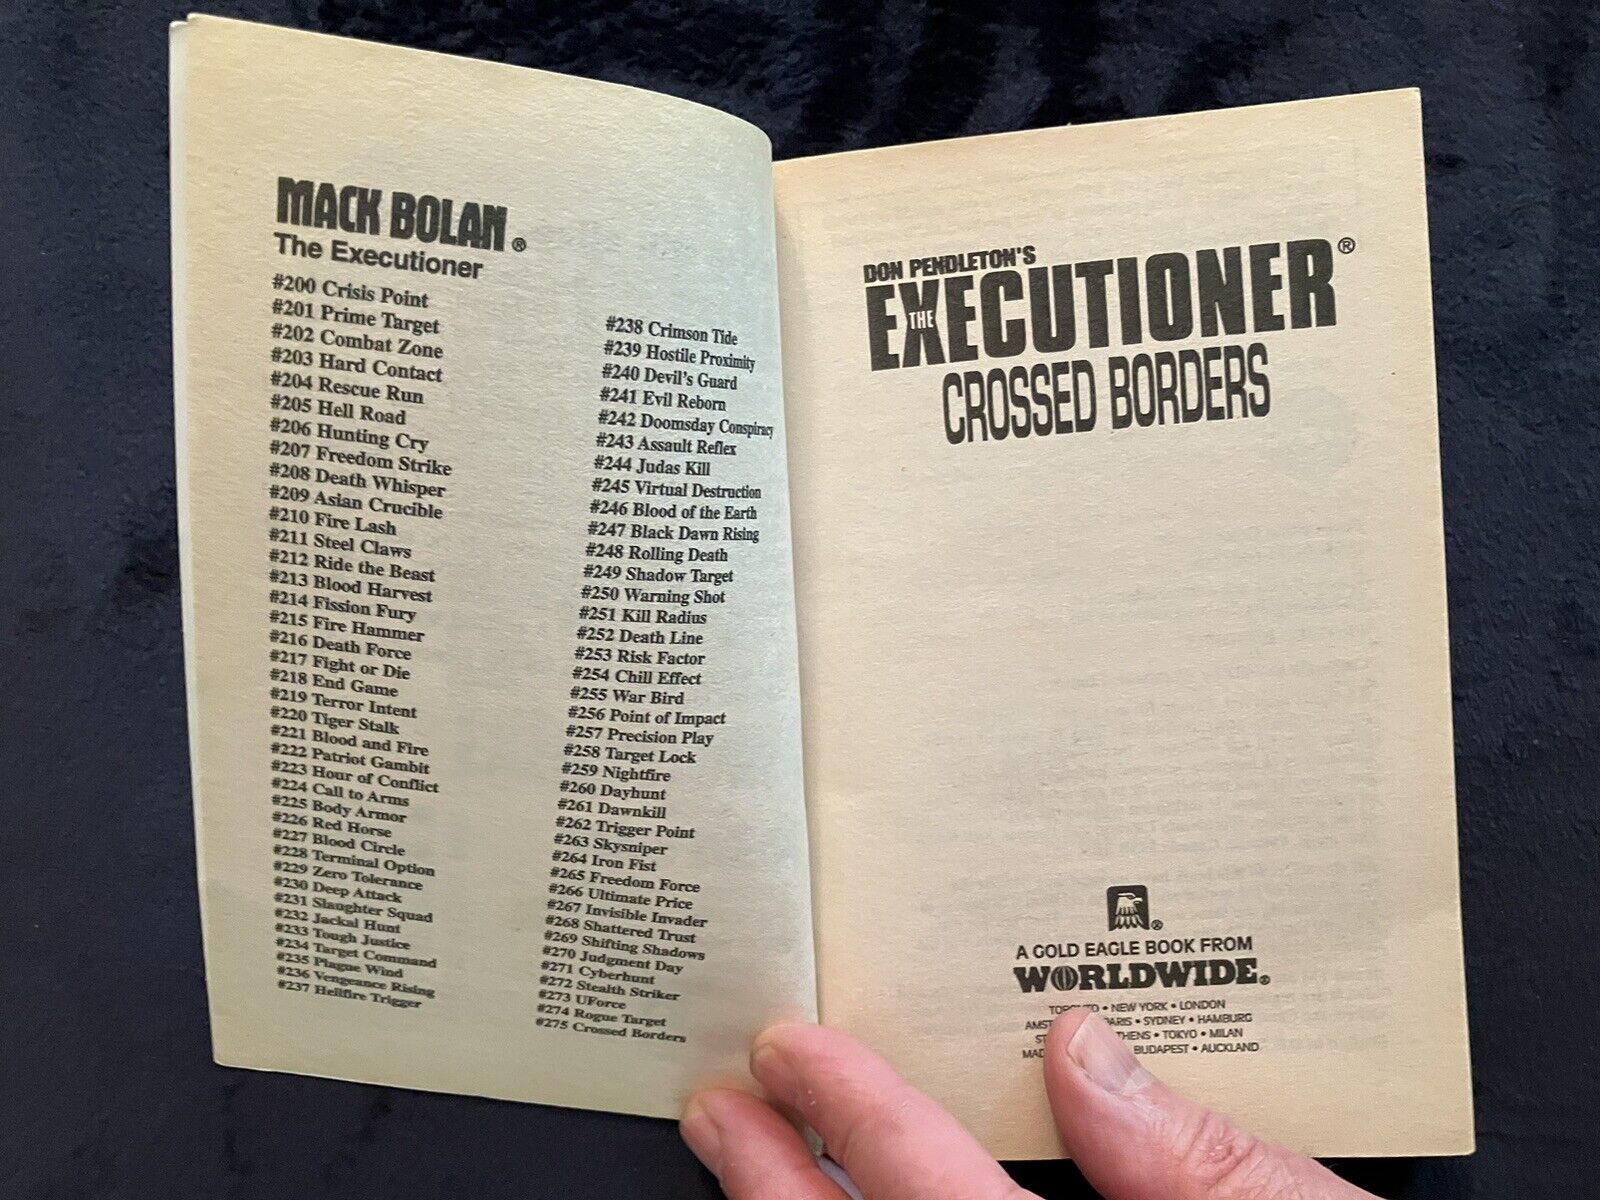 MACK BOLAN®
The Executioner
#200 Crisis Point
#201 Prime Target
#202 Combat Zone
#203 Hard Contact
#204 Rescue Run
#205 Hell Road
#206 Hunting Cry
#207 Freedom Strike
#208 Death Whisper
#209 Asian Crucible
#210 Fire Lash
#211 Steel Claws
#212 Ride the Beast
#213 Blood Harvest
#214 Fission Fury
#215 Fire Hammer
#216 Death Force
#217 Fight or Die
#218 End Game
#219 Terror Intent
#220 Tiger Stalk
#221 Blood and Fire
#222 Patriot Gambit
#223 Hour of Conflict
#224 Call to Arms
#225 Body Armor
#226 Red Horse
#227 Blood Circle
#228 Terminal Option
#229 Zero Tolerance
#230 Deep Attack
#231 Slaughter Squad
#232 Jackal Hunt
#233 Tough Justice
#234 Target Command
#235 Plague Wind
#236 Vengeance Rising
#237 Hellfire Trigger
#238 Crimson Tide
#239 Hostile Proximity
#240 Devil's Guard
#241 Evil Reborn
#242 Doomsday Conspiracy
#243 Assault Reflex
#244 Judas Kill
#245 Virtual Destruction
#246 Blood of the Earth
#247 Black Dawn Rising
#248 Rolling Death
#249 Shadow Target
#250 Warning Shot
#251 Kill Radius
#252 Death Line
#253 Risk Factor
#254 Chill Effect
#255 War Bird
#256 Point of Impact
#257 Precision Play
#258 Target Lock
#259 Nightfire
#260 Dayhunt
#261 Dawnkill
#262 Trigger Point
#263 Skysniper
#264 Iron Fist
#265 Freedom Force
#266 Ultimate Price
#267 Invisible Invader
#268 Shattered Trust
#269 Shifting Shadows
#270 Judgment Day
#271 Cyberhunt
#272 Stealth Striker
#273 UForce
#274 Rogue Target
#275 Crossed Borders
DON PENDLETON'S
THE EXECUTIONER®
CROSSED BORDERS
®
A GOLD EAGLE BOOK FROM
WORLDWIDE®
TORONTO • NEW YORK • LONDON
PARIS • SYDNEY • HAMBURG
• TOKYO • MILAN
BUDAPEST • AUCKLAND